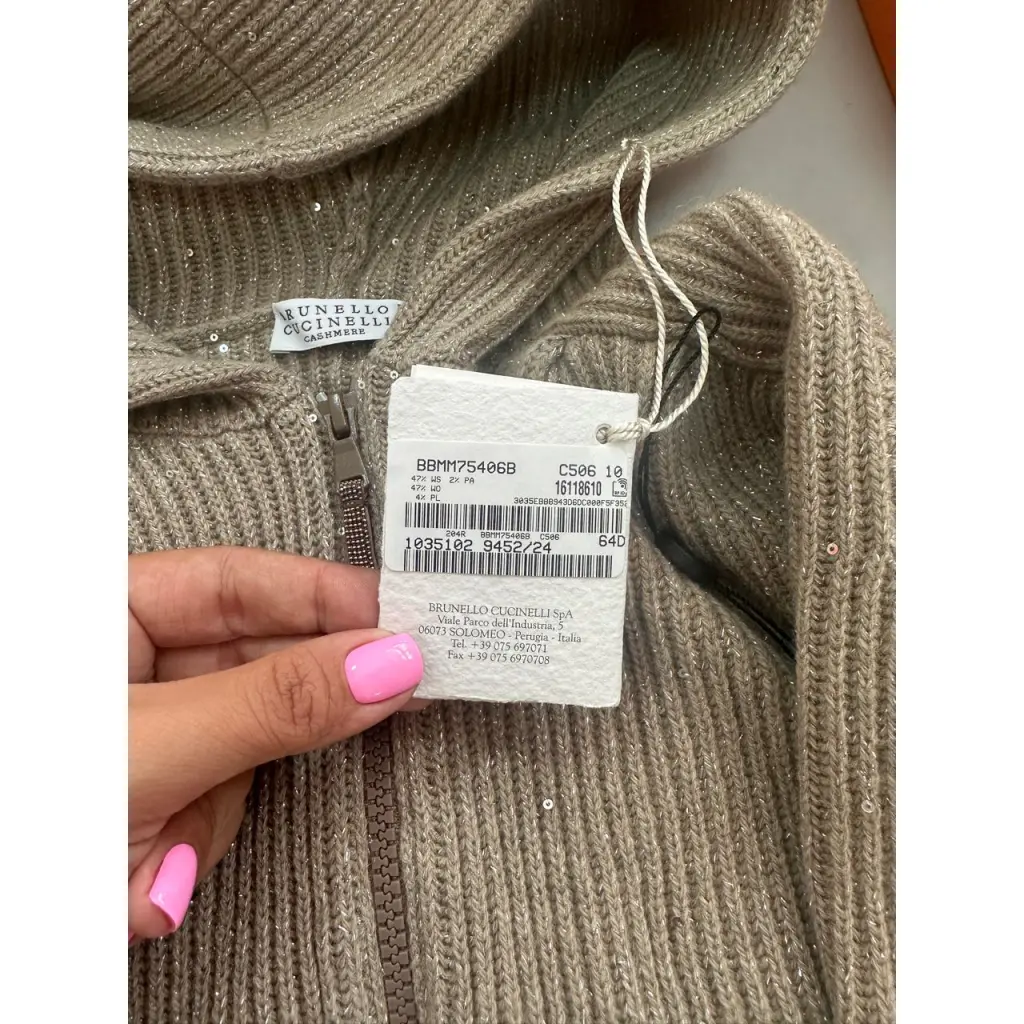 BRUNELLO
CUCINELLI
CASHMERE
BBMM75406B C506 10
47% WS 2% PA
47% WO
4% PL
16118610
204R BBMM75406B C506
1035102 9452/24 64D
BRUNELLO CUCINELLI SpA
Viale Parco dell'Industria, 5
06073 SOLOMEO - Perugia - Italia
Tel. +39 075 697071
Fax +39 075 6970708